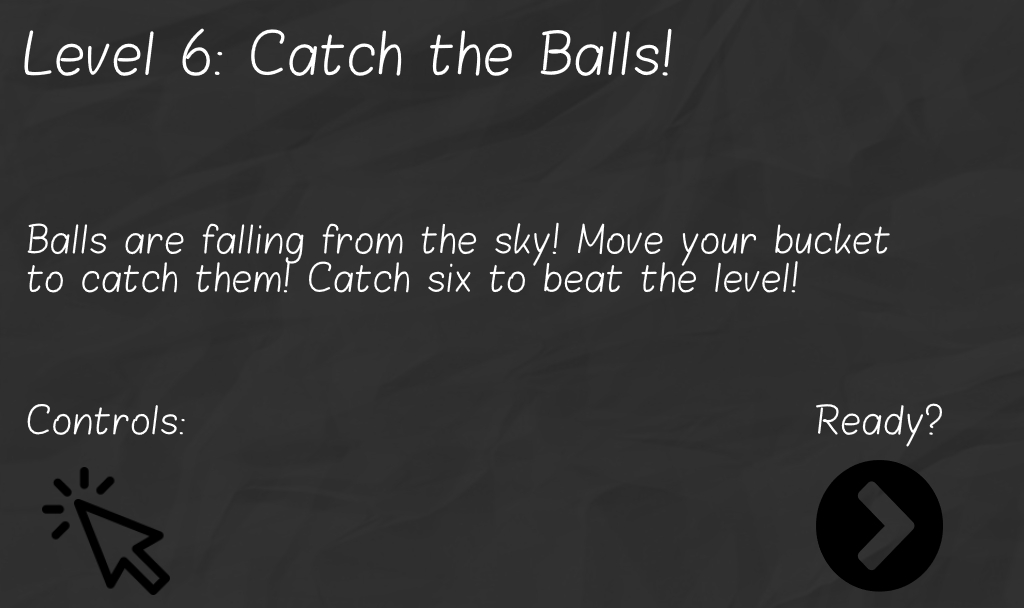 Level 6: Catch the Balls!
Balls are falling from the sky! Move your bucket
to catch them! Catch six to beat the level!
Controls:
Ready?